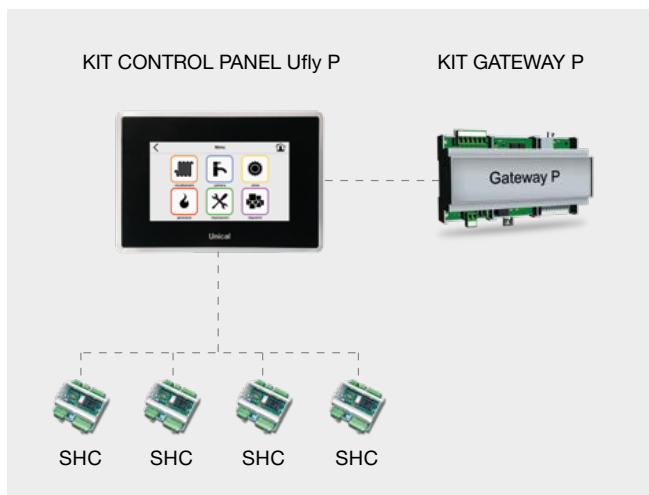 KIT CONTROL PANEL Ufly P
KIT GATEWAY P
Menu
Unical
Gateway P
SHC
SHC
SHC
SHC